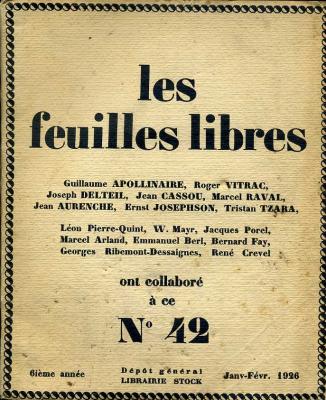 les
feuilles libres
Guillaume APOLLINAIRE, Roger VITRAC,
Joseph DELTEIL, Jean CASSOU, Marcel RAVAL,
Jean AURENCHE, Ernst JOSEPHSON, Tristan TZARA,
Léon Pierre-Quint, W. Mayr, Jacques Porel,
Marcel Arland, Emmanuel Berl, Bernard Fay,
Georges Ribemont-Dessaignes, René Crevel
ont collaboré
à ce
No 42
6ième année
Dépôt général
LIBRAIRIE STOCK
Janv-Févr. 1926